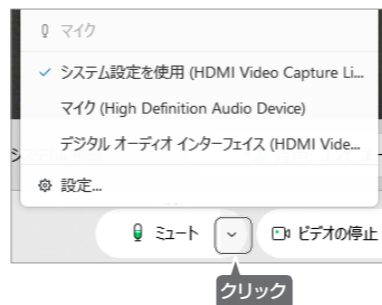 マイク
システム設定を使用 (HDMI Video Capture Li...
マイク (High Definition Audio Device)
デジタル オーディオ インターフェイス (HDMI Vide...
設定...
ミュート
ビデオの停止
クリック